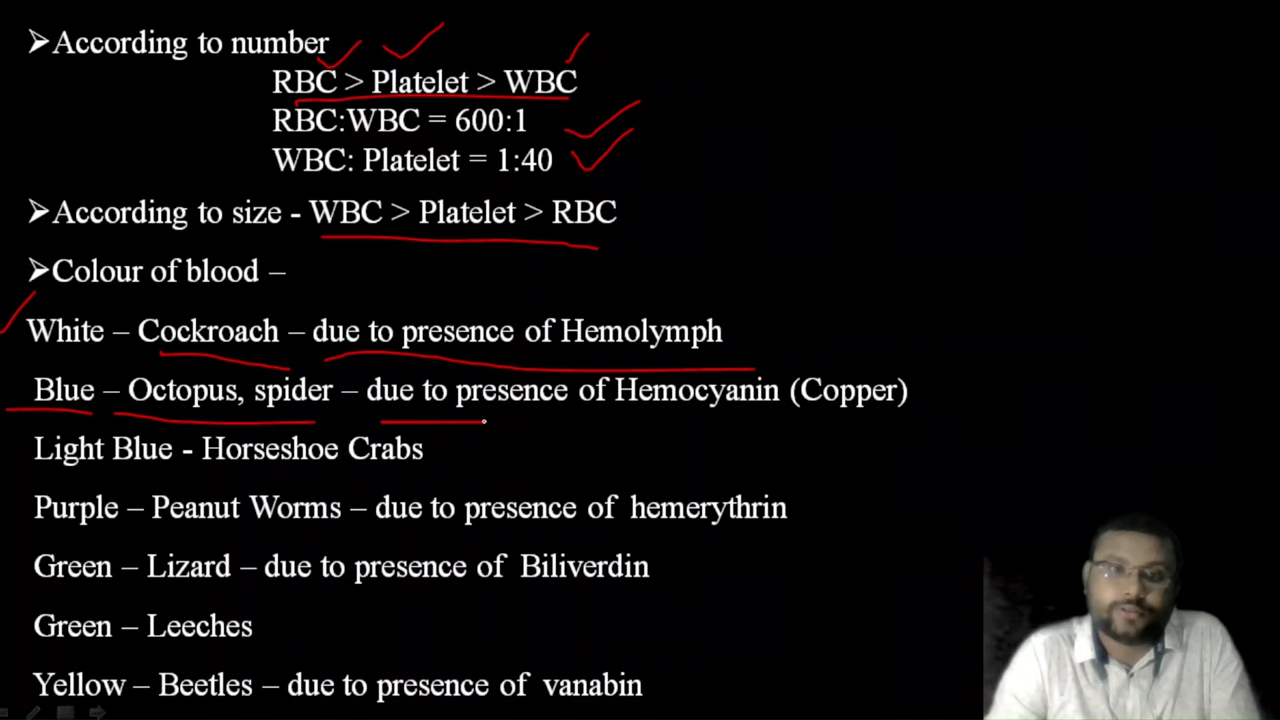 ➢According to number
RBC > Platelet > WBC
RBC:WBC = 600:1
WBC: Platelet = 1:40
➢According to size - WBC > Platelet > RBC
➢Colour of blood –
White – Cockroach – due to presence of Hemolymph
Blue – Octopus, spider – due to presence of Hemocyanin (Copper)
Light Blue - Horseshoe Crabs
Purple – Peanut Worms – due to presence of hemerythrin
Green – Lizard – due to presence of Biliverdin
Green – Leeches
Yellow – Beetles – due to presence of vanabin